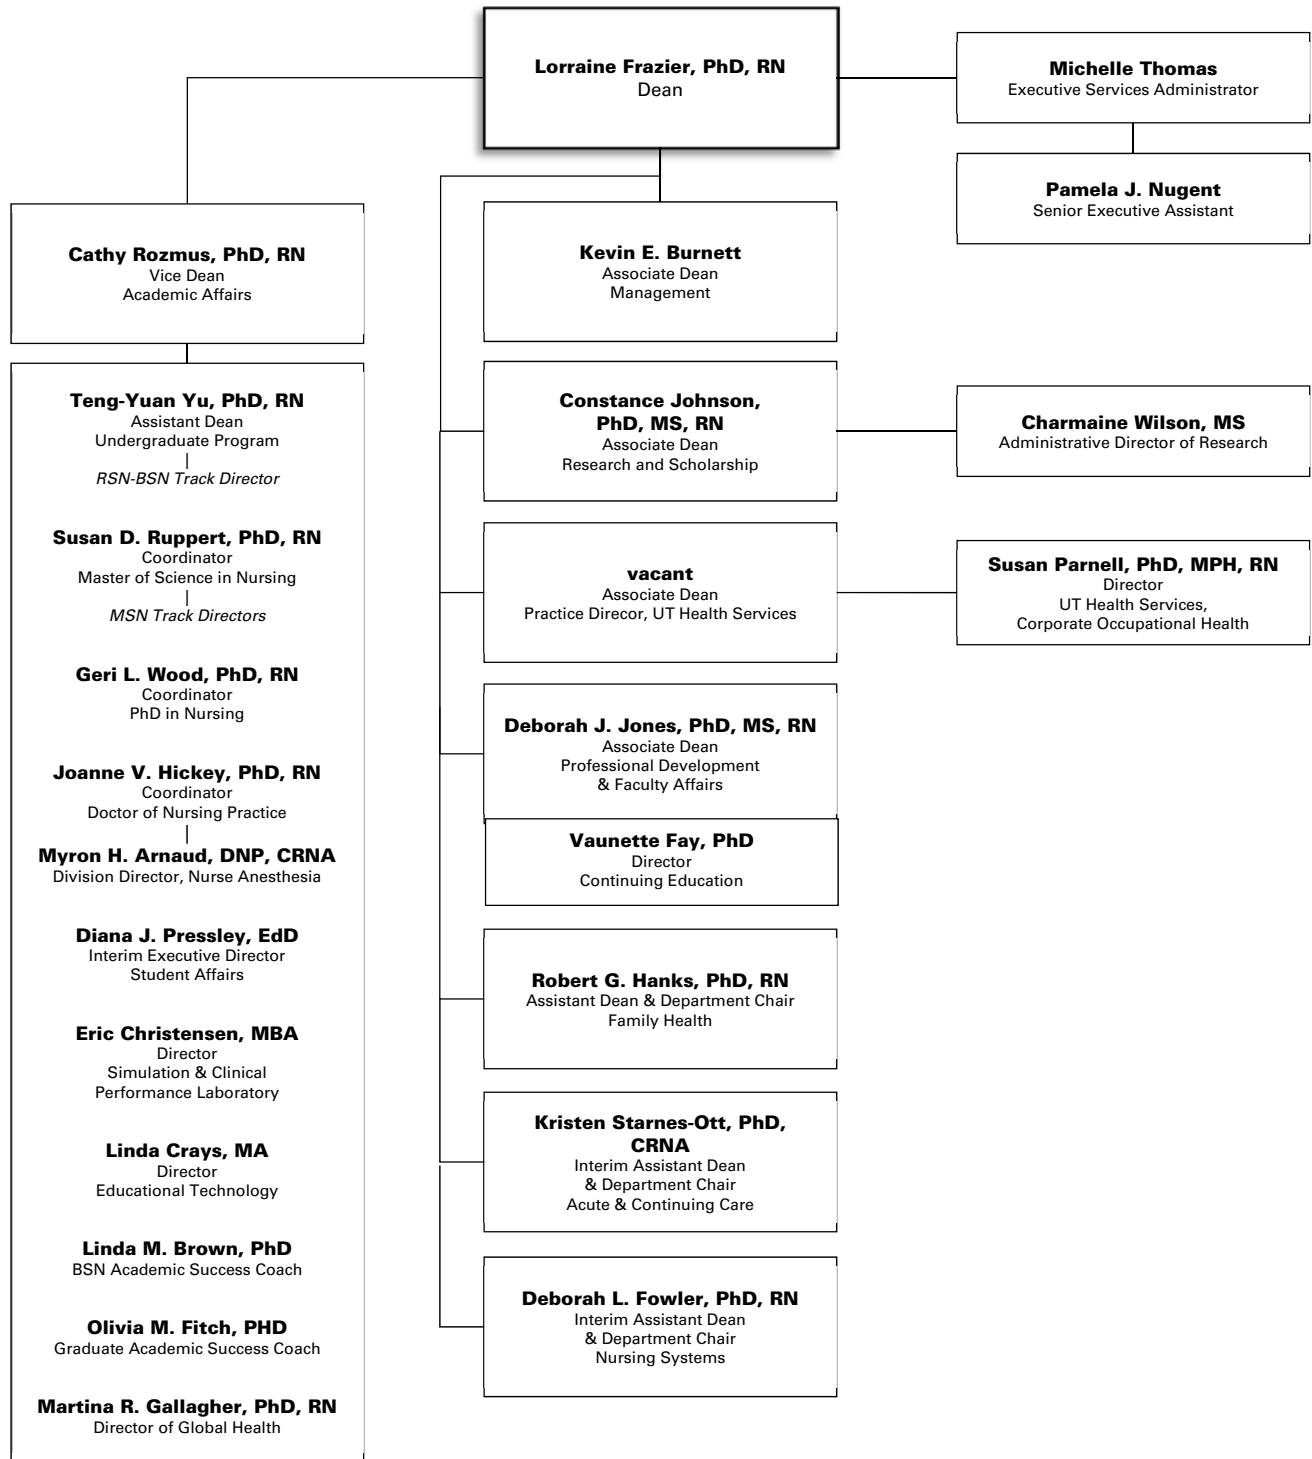 Lorraine Frazier, PhD, RN
Dean
Michelle Thomas
Executive Services Administrator
Pamela J. Nugent
Senior Executive Assistant
Cathy Rozmus, PhD, RN
Vice Dean
Academic Affairs
Teng-Yuan Yu, PhD, RN
Assistant Dean
Undergraduate Program
RSN-BSN Track Director
Susan D. Ruppert, PhD, RN
Coordinator
Master of Science in Nursing
MSN Track Directors
Geri L. Wood, PhD, RN
Coordinator
PhD in Nursing
Joanne V. Hickey, PhD, RN
Coordinator
Doctor of Nursing Practice
Myron H. Arnaud, DNP, CRNA
Division Director, Nurse Anesthesia
Diana J. Pressley, EdD
Interim Executive Director
Student Affairs
Eric Christensen, MBA
Director
Simulation & Clinical
Performance Laboratory
Linda Crays, MA
Director
Educational Technology
Linda M. Brown, PhD
BSN Academic Success Coach
Olivia M. Fitch, PHD
Graduate Academic Success Coach
Martina R. Gallagher, PhD, RN
Director of Global Health
Kevin E. Burnett
Associate Dean
Management
Constance Johnson,
PhD, MS, RN
Associate Dean
Research and Scholarship
Charmaine Wilson, MS
Administrative Director of Research
vacant
Associate Dean
Practice Direcor, UT Health Services
Susan Parnell, PhD, MPH, RN
Director
UT Health Services,
Corporate Occupational Health
Deborah J. Jones, PhD, MS, RN
Associate Dean
Professional Development
& Faculty Affairs
Vaunette Fay, PhD
Director
Continuing Education
Robert G. Hanks, PhD, RN
Assistant Dean & Department Chair
Family Health
Kristen Starnes-Ott, PhD,
CRNA
Interim Assistant Dean
& Department Chair
Acute & Continuing Care
Deborah L. Fowler, PhD, RN
Interim Assistant Dean
& Department Chair
Nursing Systems